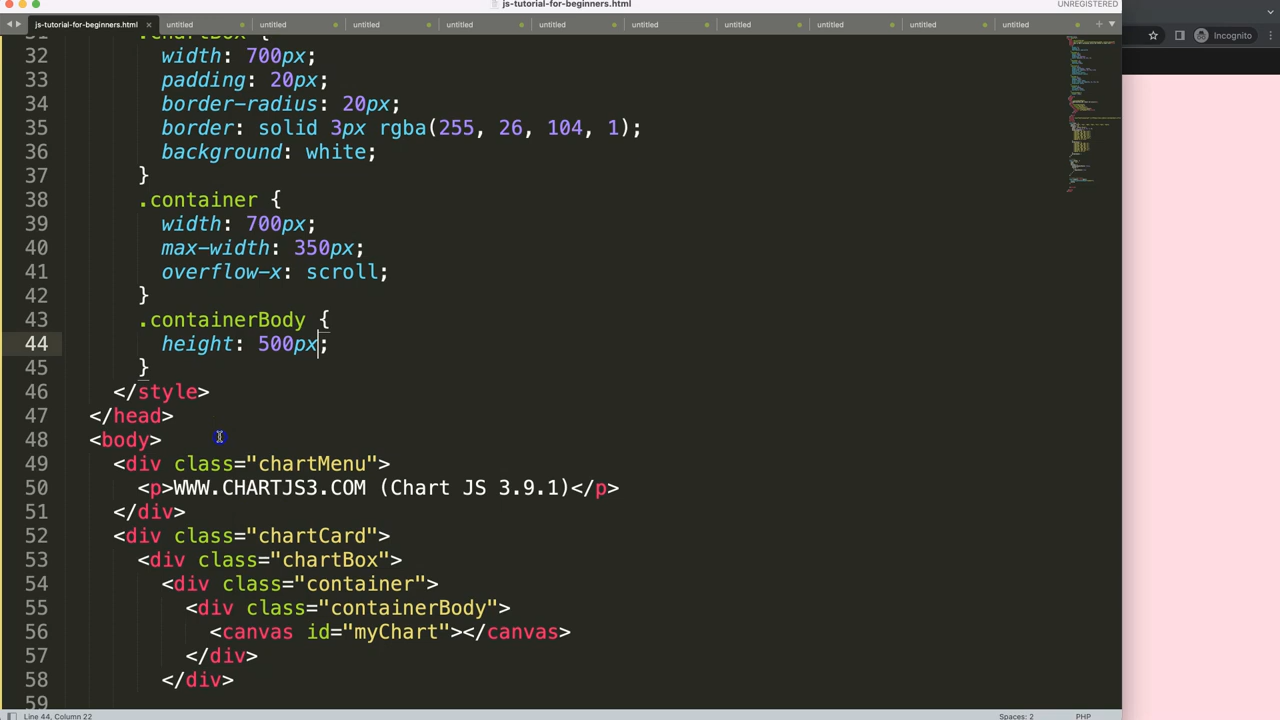 js-tutorial-for-beginners.html
UNREGISTERED
js-tutorial-for-beginners.html × untitled untitled untitled untitled untitled untitled untitled untitled untitled untitled
Incognito
31 .chartBox {
32 width: 700px;
33 padding: 20px;
34 border-radius: 20px;
35 border: solid 3px rgba(255, 26, 104, 1);
36 background: white;
37 }
38 .container {
39 width: 700px;
40 max-width: 350px;
41 overflow-x: scroll;
42 }
43 .containerBody {
44 height: 500px;
45 }
46 </style>
47 </head>
48 <body>
49 <div class="chartMenu">
50 <p>WWW.CHARTJS3.COM (Chart JS 3.9.1)</p>
51 </div>
52 <div class="chartCard">
53 <div class="chartBox">
54 <div class="container">
55 <div class="containerBody">
56 <canvas id="myChart"></canvas>
57 </div>
58 </div>
59
Line 44, Column 22
Spaces: 2
PHP